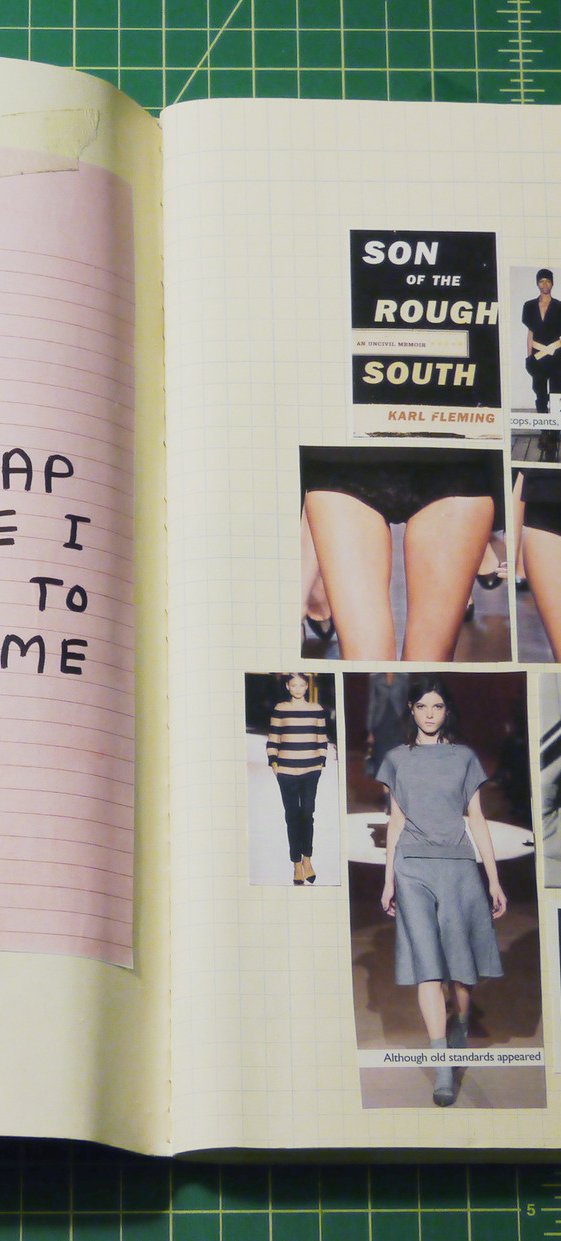 AP
E I
TO
ME
SON
OF THE
ROUGH
AN UNCIVIL MEMOIR
SOUTH
KARL FLEMING
tops, pants,
Although old standards appeared
5